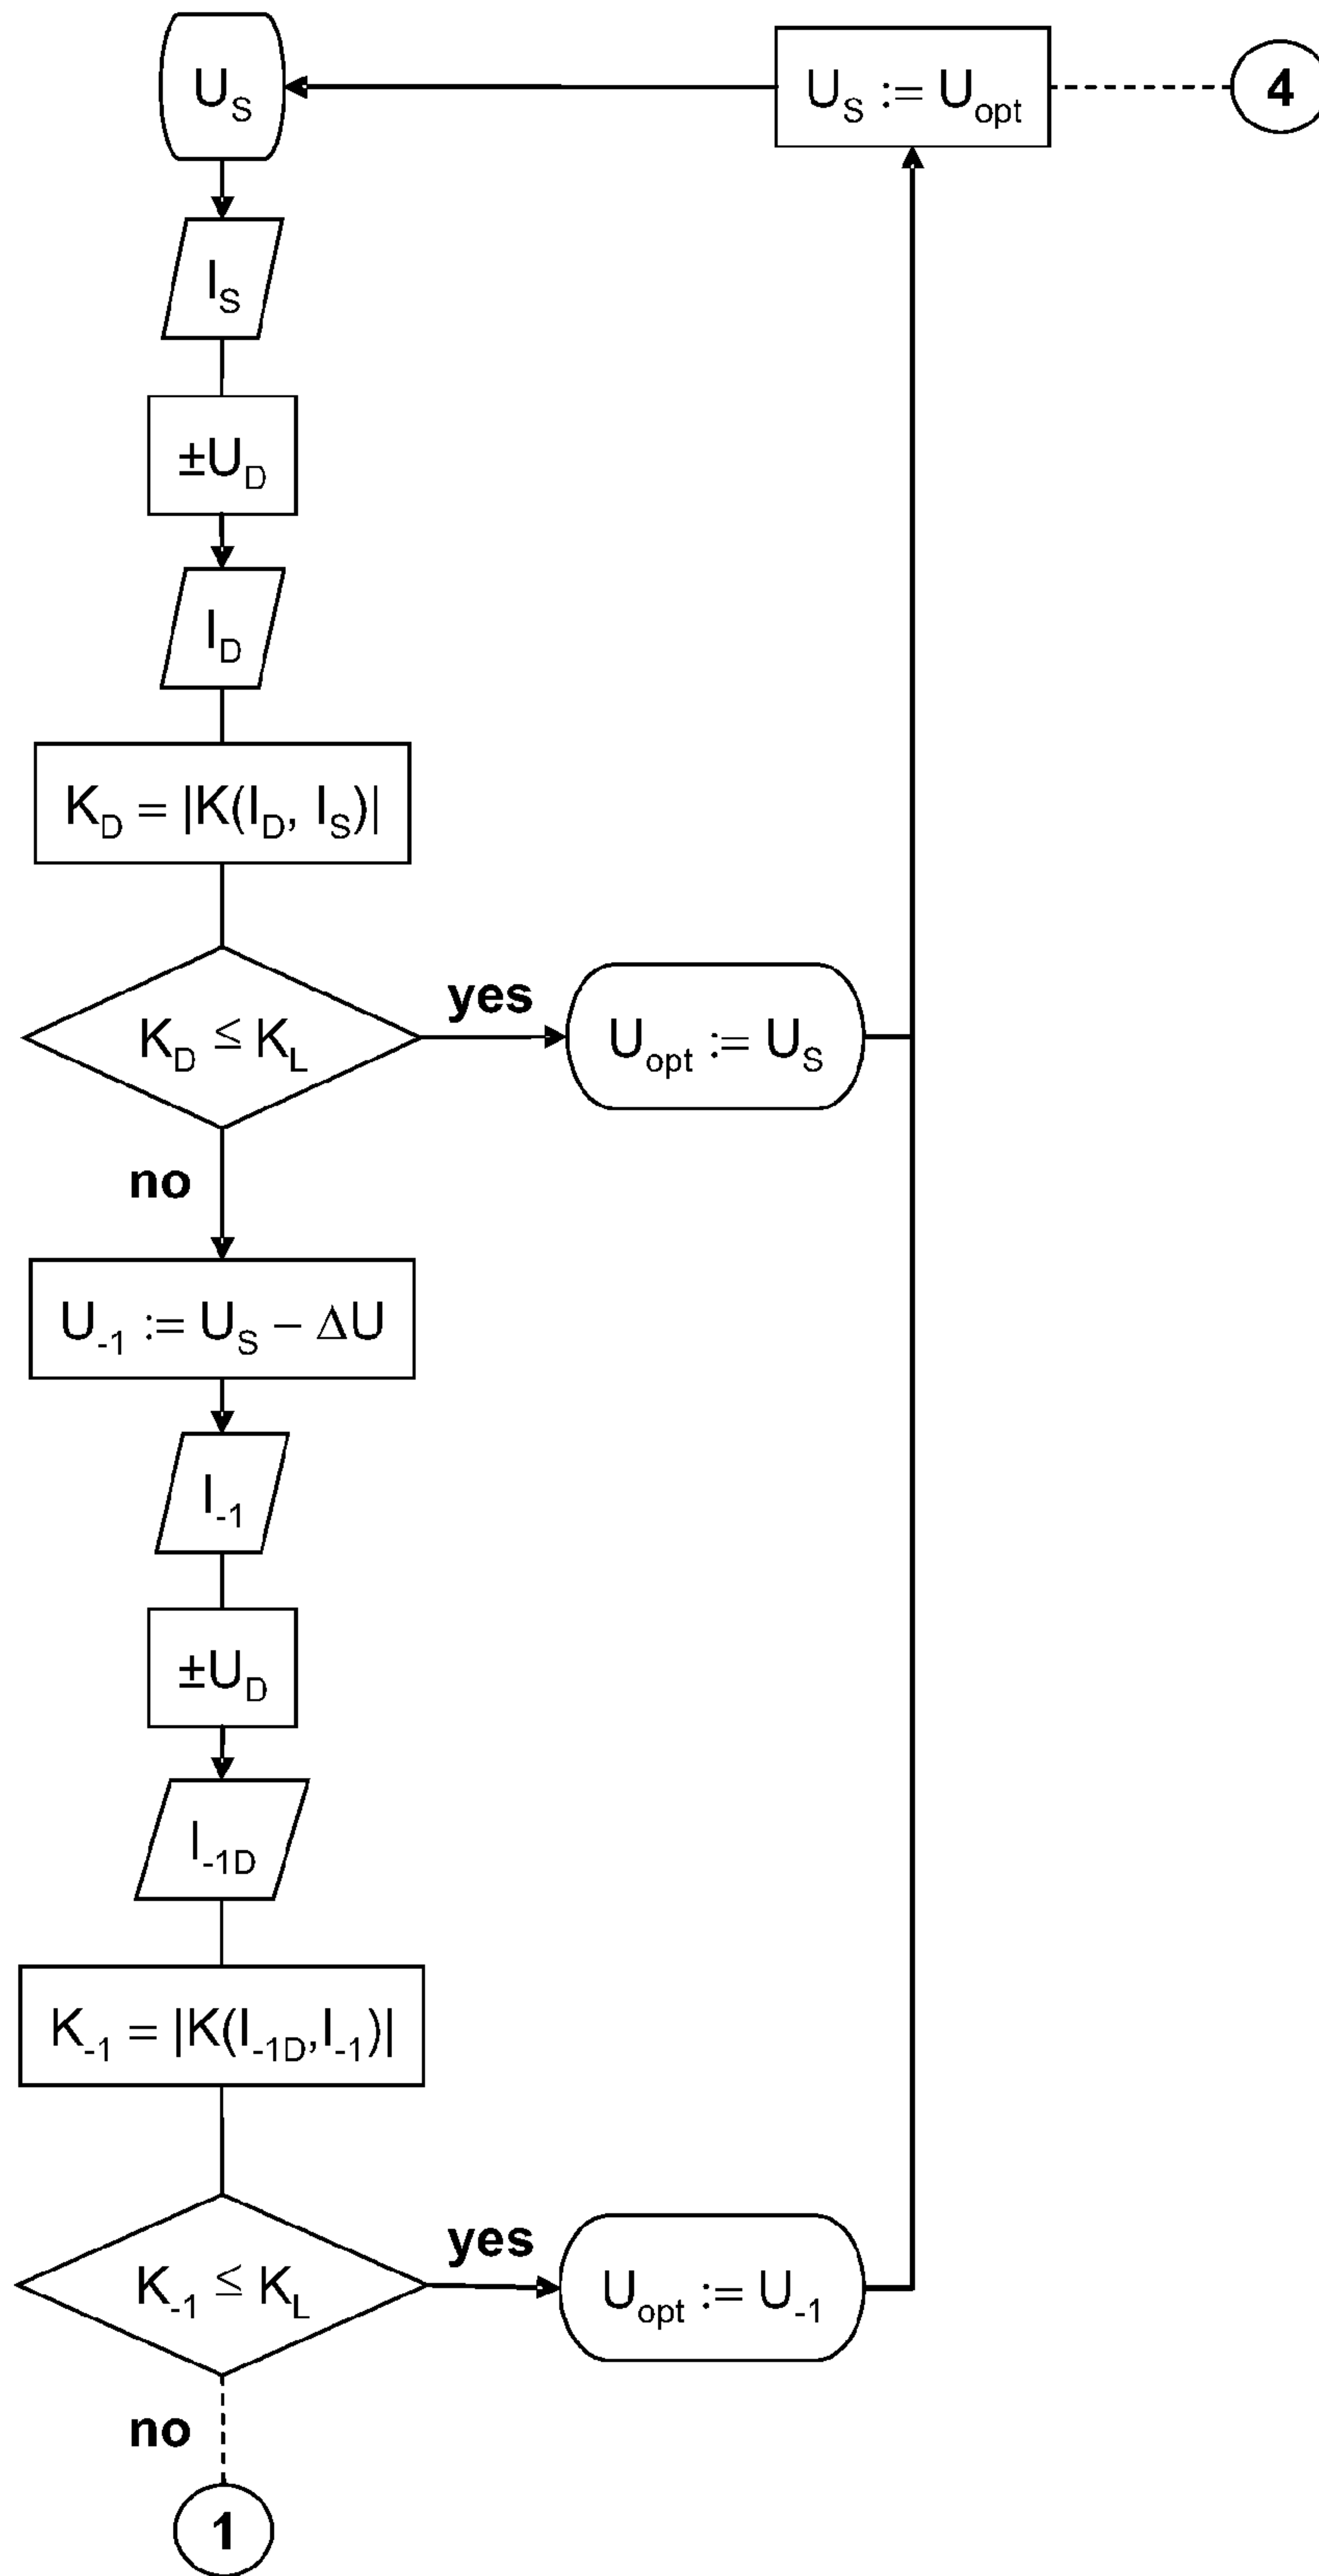 U_S
U_S := U_opt
4
I_S
±U_D
I_D
K_D = |K(I_D, I_S)|
K_D ≤ K_L
yes
U_opt := U_S
no
U_-1 := U_S − ΔU
I_-1
±U_D
I_-1D
K_-1 = |K(I_-1D,I_-1)|
K_-1 ≤ K_L
yes
U_opt := U_-1
no
1